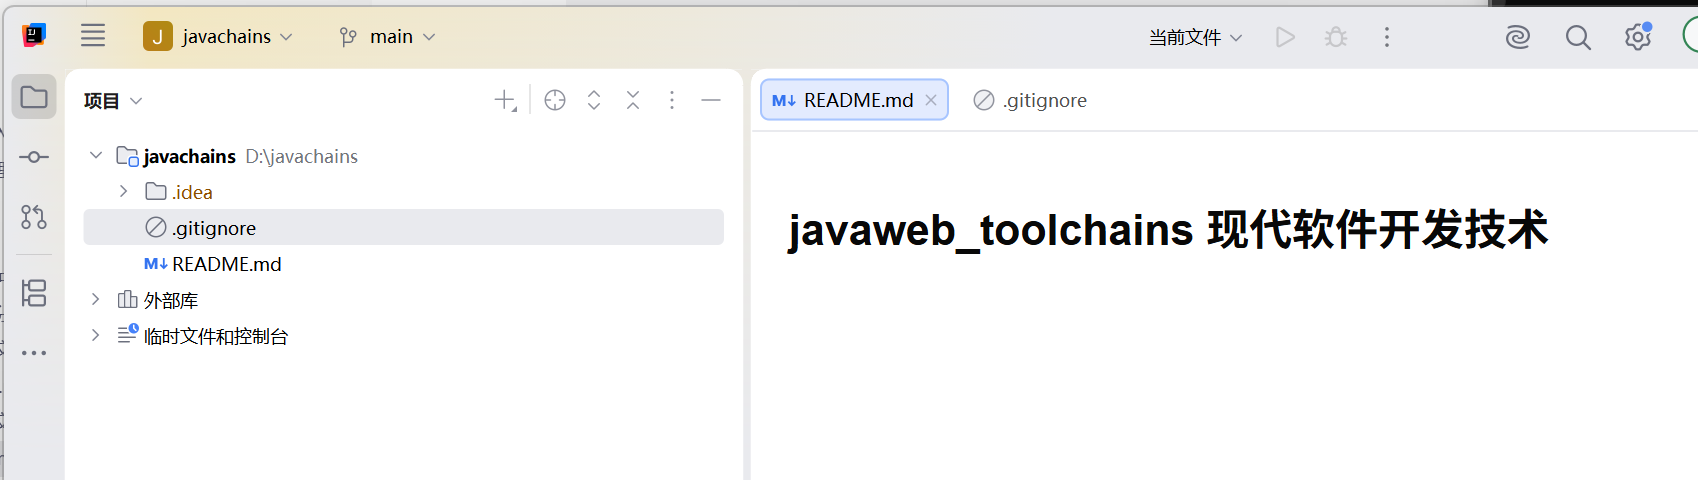 J javachains main 当前文件
项目
README.md .gitignore
javachains D:\javachains
.idea
.gitignore
M↓ README.md
外部库
临时文件和控制台
javaweb_toolchains 现代软件开发技术